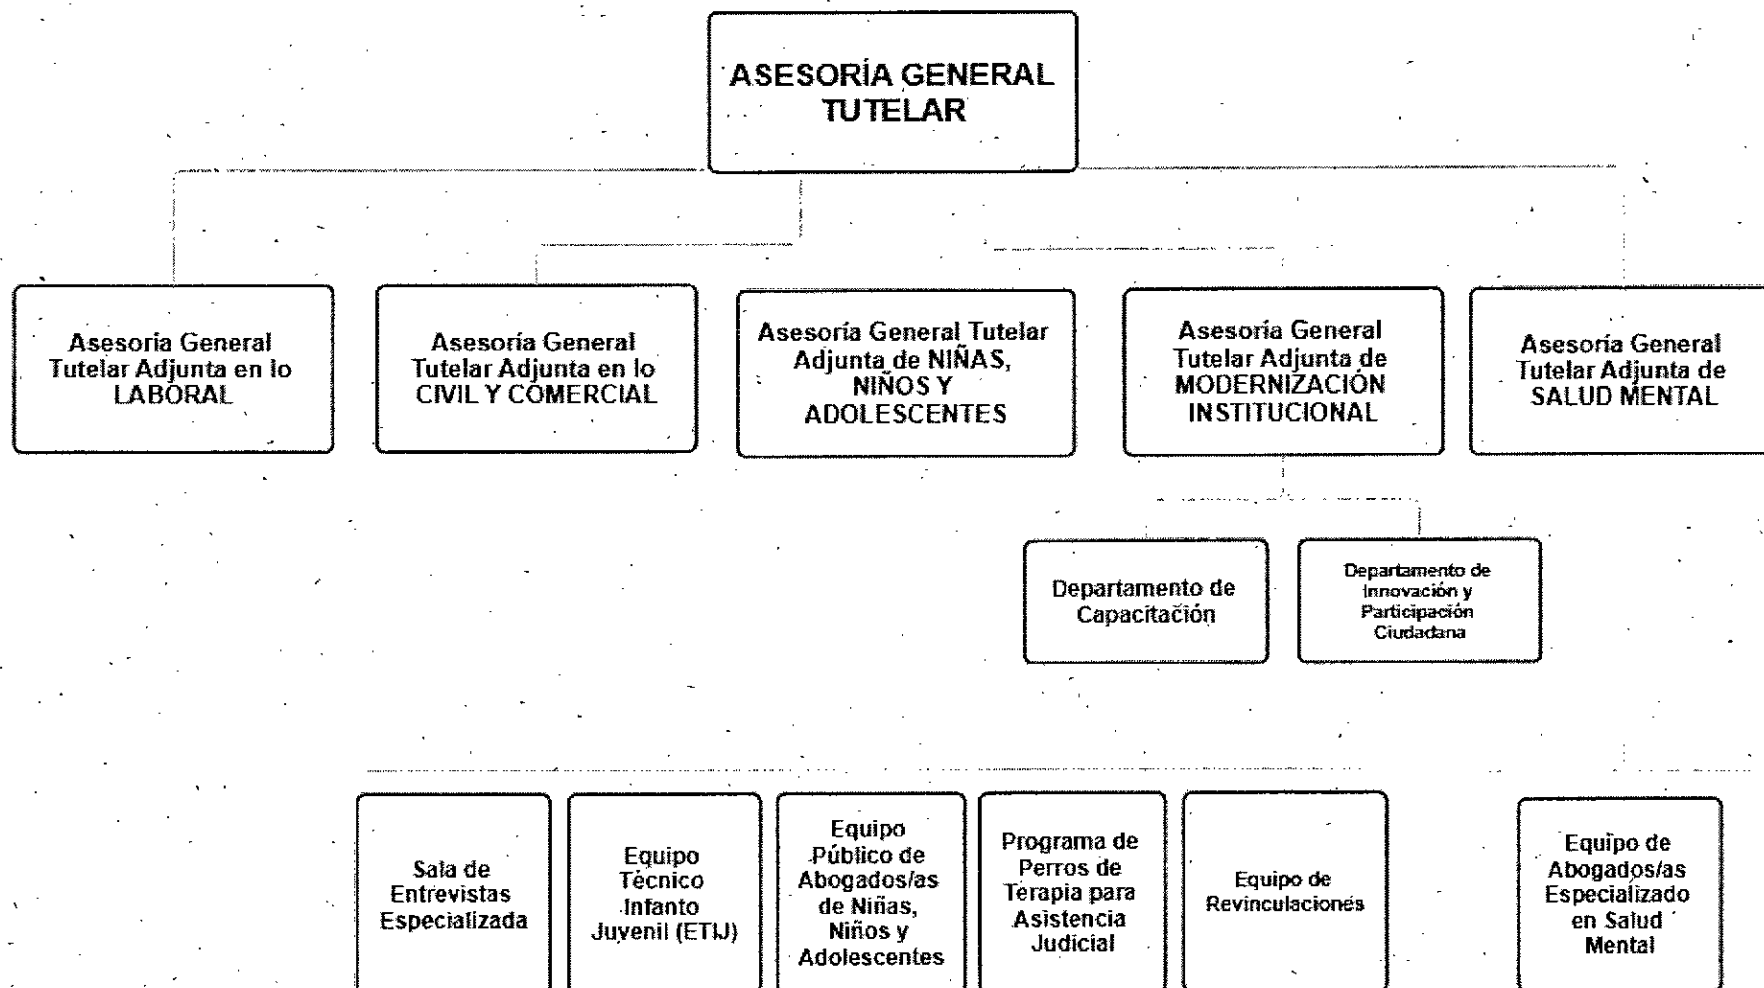 ASESORÍA GENERAL
TUTELAR
Asesoría General
Tutelar Adjunta en lo
LABORAL
Asesoría General
Tutelar Adjunta en lo
CIVIL Y COMERCIAL
Asesoría General Tutelar
Adjunta de NIÑAS,
NIÑOS Y
ADOLESCENTES
Asesoría General
Tutelar Adjunta de
MODERNIZACIÓN
INSTITUCIONAL
Asesoría General
Tutelar Adjunta de
SALUD MENTAL
Departamento de
Capacitación
Departamento de
Innovación y
Participación
Ciudadana
Sala de
Entrevistas
Especializada
Equipo
Técnico
Infanto
Juvenil (ETIJ)
Equipo
Público de
Abogados/as
de Niñas,
Niños y
Adolescentes
Programa de
Perros de
Terapia para
Asistencia
Judicial
Equipo de
Revinculaciones
Equipo de
Abogados/as
Especializado
en Salud
Mental